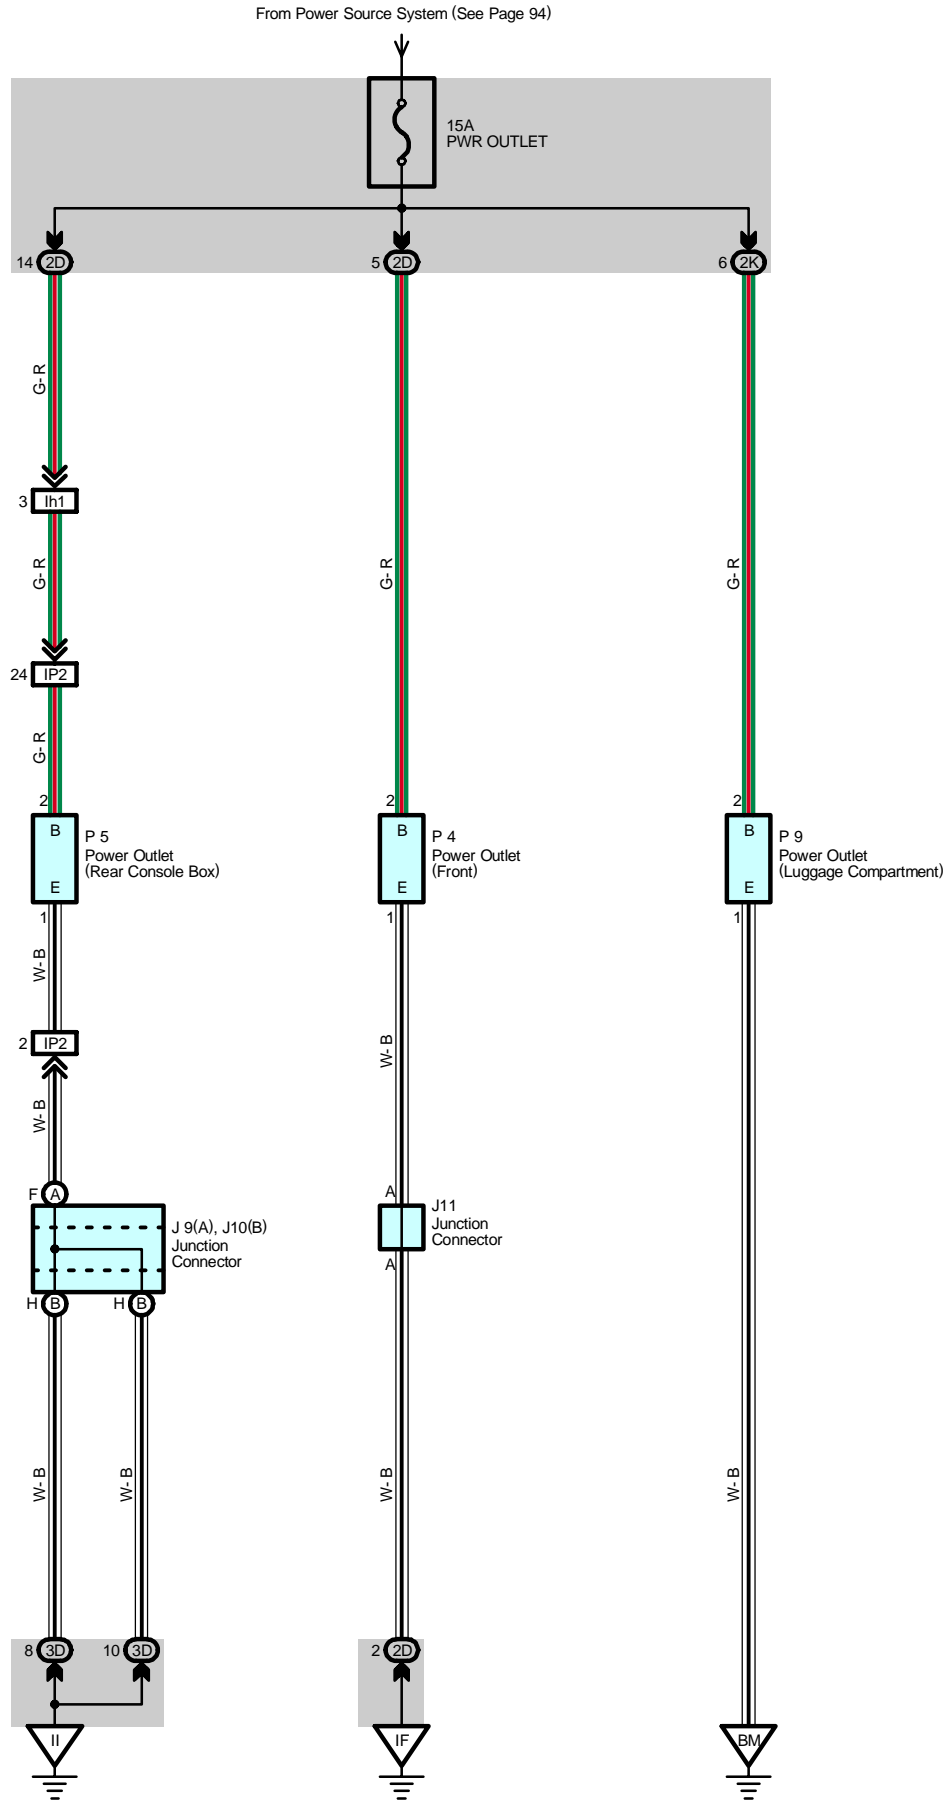 From Power Source System (See Page 94)
15A
PWR OUTLET
14 2D
5 2D
6 2K
G-R
3 Ih1
G-R
G-R
G-R
24 IP2
G-R
2
2
2
B
B
B
P 5
Power Outlet
(Rear Console Box)
P 4
Power Outlet
(Front)
P 9
Power Outlet
(Luggage Compartment)
E
E
E
1
1
1
W-B
2 IP2
W-B
W-B
F A
A
J 9(A), J10(B)
Junction
Connector
J11
Junction
Connector
A
H B
H B
W-B
W-B
W-B
W-B
8 3D
10 3D
2 2D
II
IF
BM